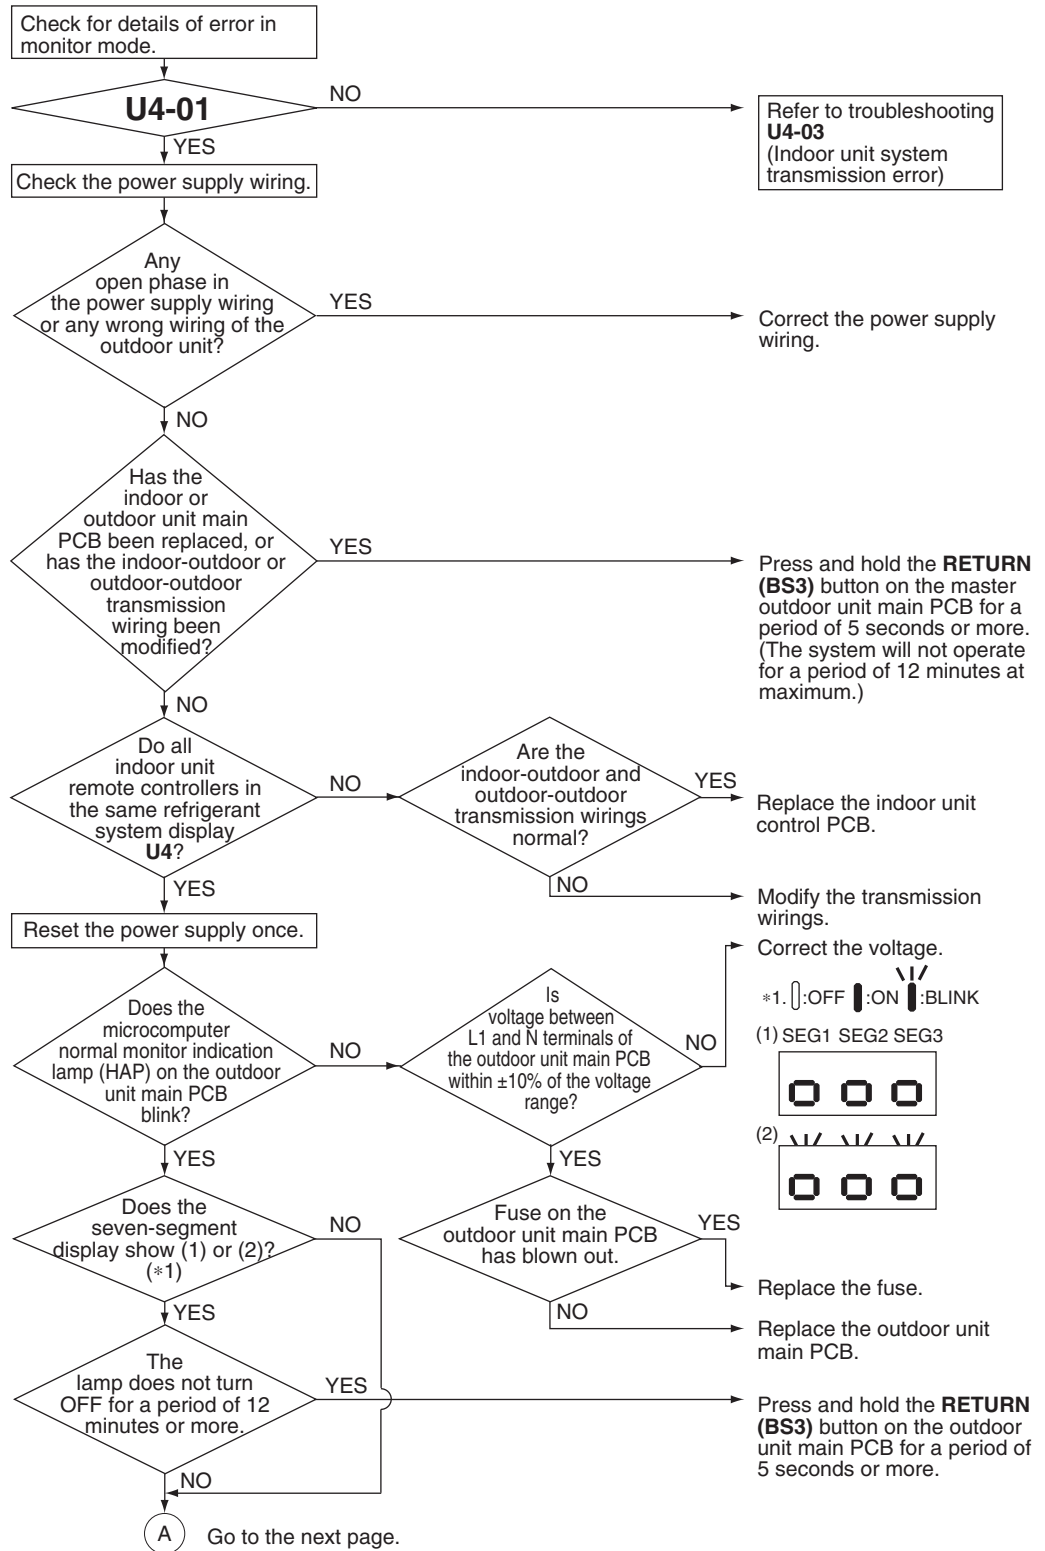 Check for details of error in
monitor mode.
U4-01
NO
YES
Refer to troubleshooting
U4-03
(Indoor unit system
transmission error)
Check the power supply wiring.
Any
open phase in
the power supply wiring
or any wrong wiring of the
outdoor unit?
YES
Correct the power supply
wiring.
NO
Has the
indoor or
outdoor unit main
PCB been replaced, or
has the indoor-outdoor or
outdoor-outdoor
transmission
wiring been
modified?
YES
Press and hold the RETURN
(BS3) button on the master
outdoor unit main PCB for a
period of 5 seconds or more.
(The system will not operate
for a period of 12 minutes at
maximum.)
NO
Do all
indoor unit
remote controllers in
the same refrigerant
system display
U4?
NO
Are the
indoor-outdoor and
outdoor-outdoor
transmission wirings
normal?
YES
Replace the indoor unit
control PCB.
NO
Modify the transmission
wirings.
YES
Reset the power supply once.
Does the
microcomputer
normal monitor indication
lamp (HAP) on the outdoor
unit main PCB
blink?
NO
Is
voltage between
L1 and N terminals of
the outdoor unit main PCB
within ±10% of the voltage
range?
NO
Correct the voltage.
*1. :OFF :ON :BLINK
(1) SEG1 SEG2 SEG3
o o o
(2)
o o o
YES
YES
Does the
seven-segment
display show (1) or (2)?
(*1)
NO
Fuse on the
outdoor unit main PCB
has blown out.
YES
Replace the fuse.
NO
Replace the outdoor unit
main PCB.
YES
The
lamp does not turn
OFF for a period of 12
minutes or more.
YES
Press and hold the RETURN
(BS3) button on the outdoor
unit main PCB for a period of
5 seconds or more.
NO
A
Go to the next page.